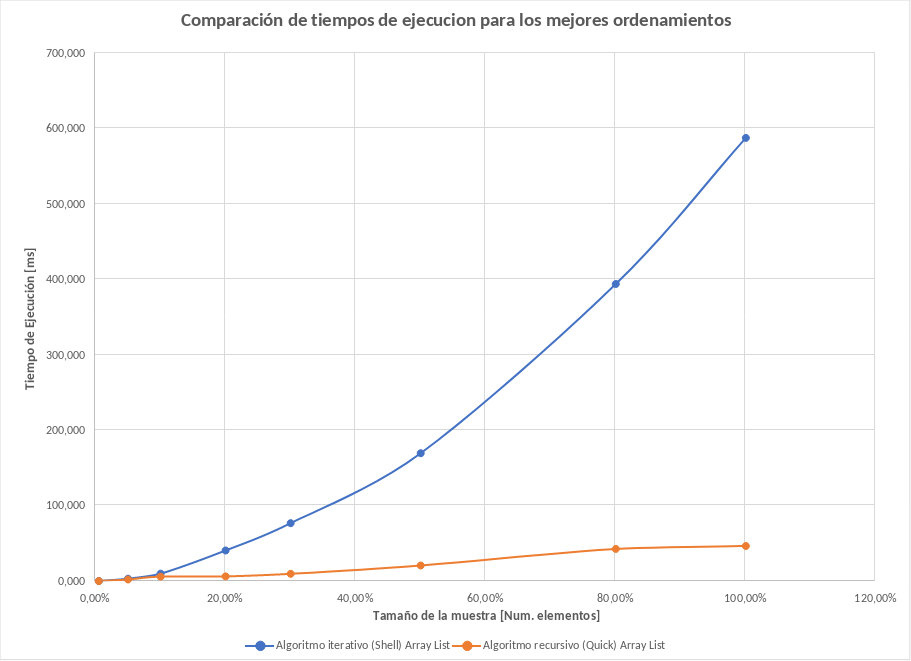 Comparación de tiempos de ejecucion para los mejores ordenamientos
700,000
600,000
500,000
400,000
300,000
200,000
100,000
0,000
Tiempo de Ejecución [ms]
0,00% 20,00% 40,00% 60,00% 80,00% 100,00% 120,00%
Tamaño de la muestra [Num. elementos]
Algoritmo iterativo (Shell) Array List Algoritmo recursivo (Quick) Array List